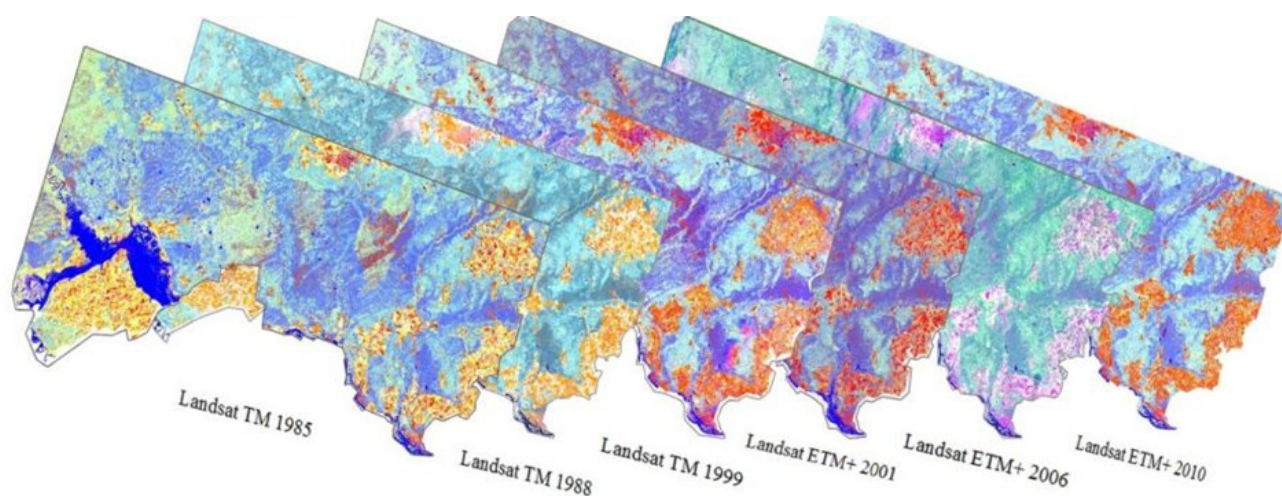 Landsat TM 1985
Landsat TM 1988
Landsat TM 1999
Landsat ETM+ 2001
Landsat ETM+ 2006
Landsat ETM+ 2010